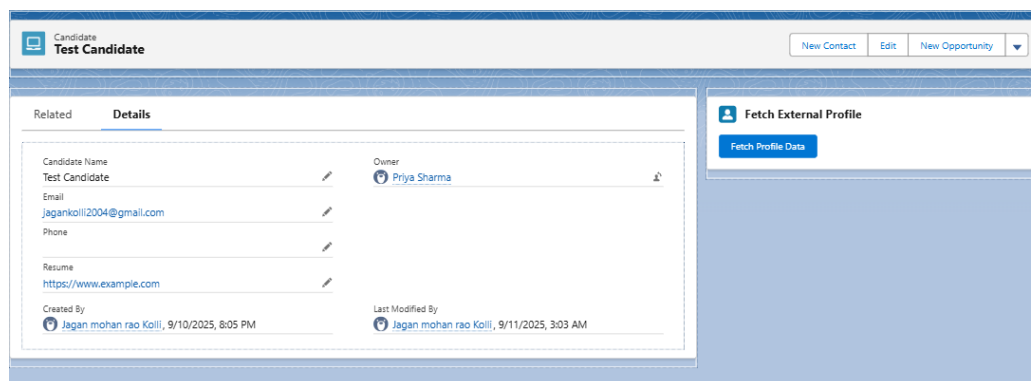 Candidate
Test Candidate
New Contact
Edit
New Opportunity
Related
Details
Candidate Name
Test Candidate
Owner
Priya Sharma
Email
jagankolli2004@gmail.com
Phone
Resume
https://www.example.com
Created By
Jagan mohan rao Kolli, 9/10/2025, 8:05 PM
Last Modified By
Jagan mohan rao Kolli, 9/11/2025, 3:03 AM
Fetch External Profile
Fetch Profile Data